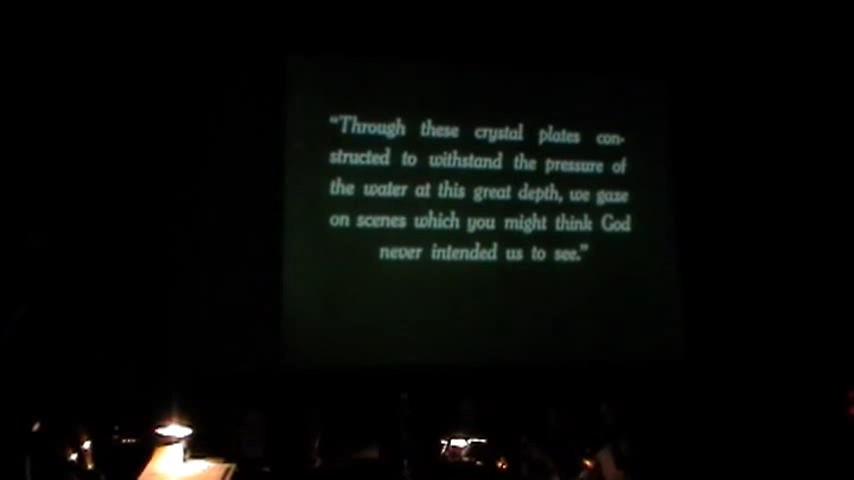 “Through these crystal plates con-
structed to withstand the pressure of
the water at this great depth, we gaze
on scenes which you might think God
never intended us to see.”